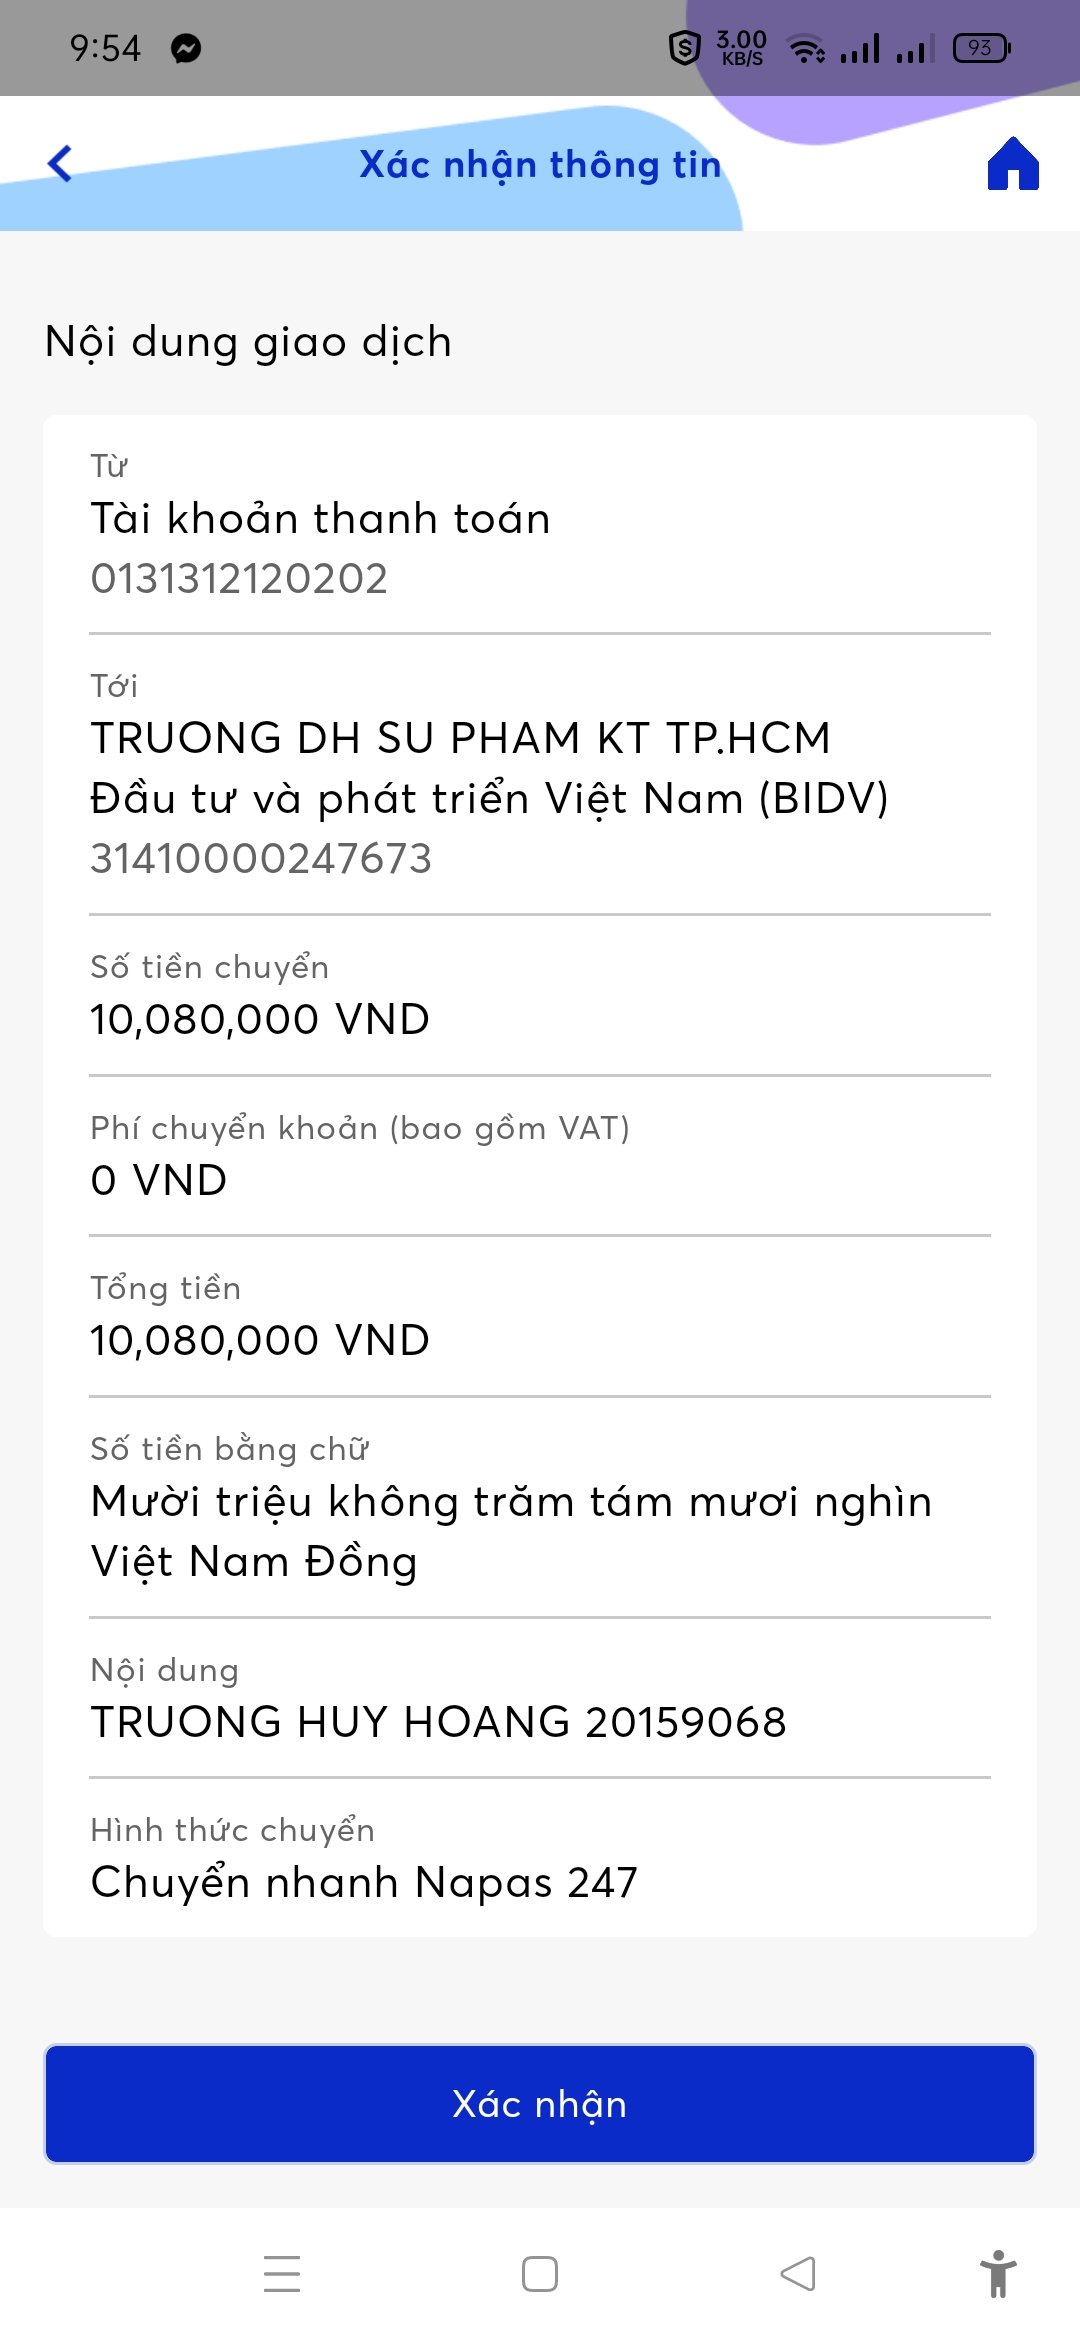 9:54
3.00
KB/S
93
Xác nhận thông tin
Nội dung giao dịch
Từ
Tài khoản thanh toán
0131312120202
Tới
TRUONG DH SU PHAM KT TP.HCM
Đầu tư và phát triển Việt Nam (BIDV)
31410000247673
Số tiền chuyển
10,080,000 VND
Phí chuyển khoản (bao gồm VAT)
0 VND
Tổng tiền
10,080,000 VND
Số tiền bằng chữ
Mười triệu không trăm tám mươi nghìn
Việt Nam Đồng
Nội dung
TRUONG HUY HOANG 20159068
Hình thức chuyển
Chuyển nhanh Napas 247
Xác nhận